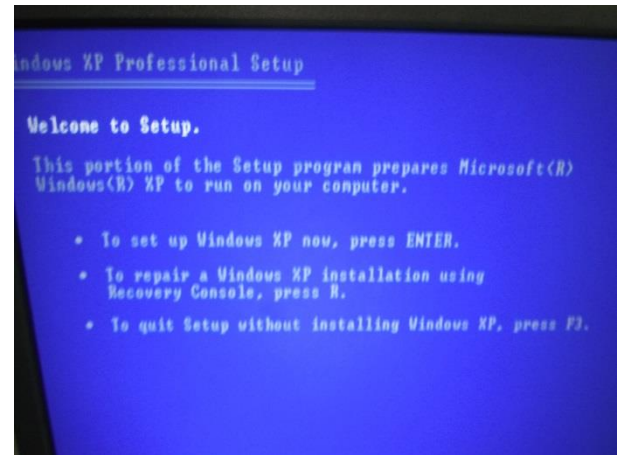 indows XP Professional Setup
Welcome to Setup.
This portion of the Setup program prepares Microsoft(R)
Windows(R) XP to run on your computer.
• To set up Windows XP now, press ENTER.
• To repair a Windows XP installation using
Recovery Console, press R.
• To quit Setup without installing Windows XP, press F3.